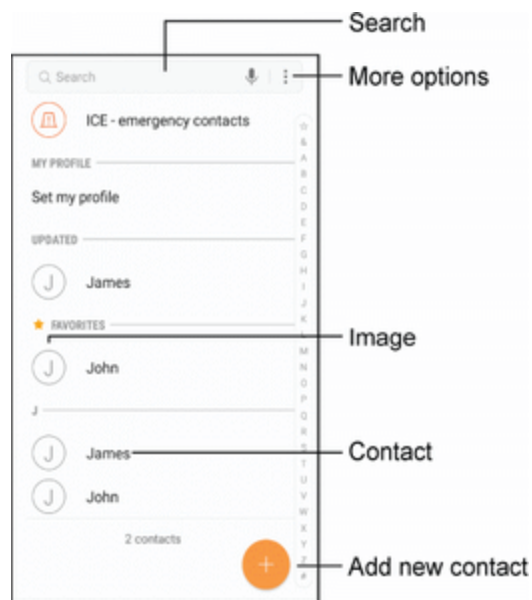 Search
Search
More options
ICE - emergency contacts
MY PROFILE
Set my profile
UPDATED
J James
FAVORITES
Image
J John
J
J James
Contact
J John
2 contacts
Add new contact
&
A
B
C
D
E
F
G
H
I
J
K
L
M
N
O
P
Q
R
S
T
U
V
W
X
Y
Z
#